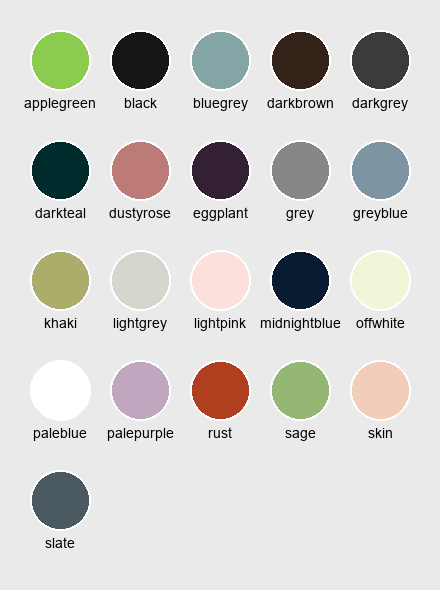 applegreen black bluegrey darkbrown darkgrey
darkteal dustyrose eggplant grey greyblue
khaki lightgrey lightpink midnightblue offwhite
paleblue palepurple rust sage skin
slate